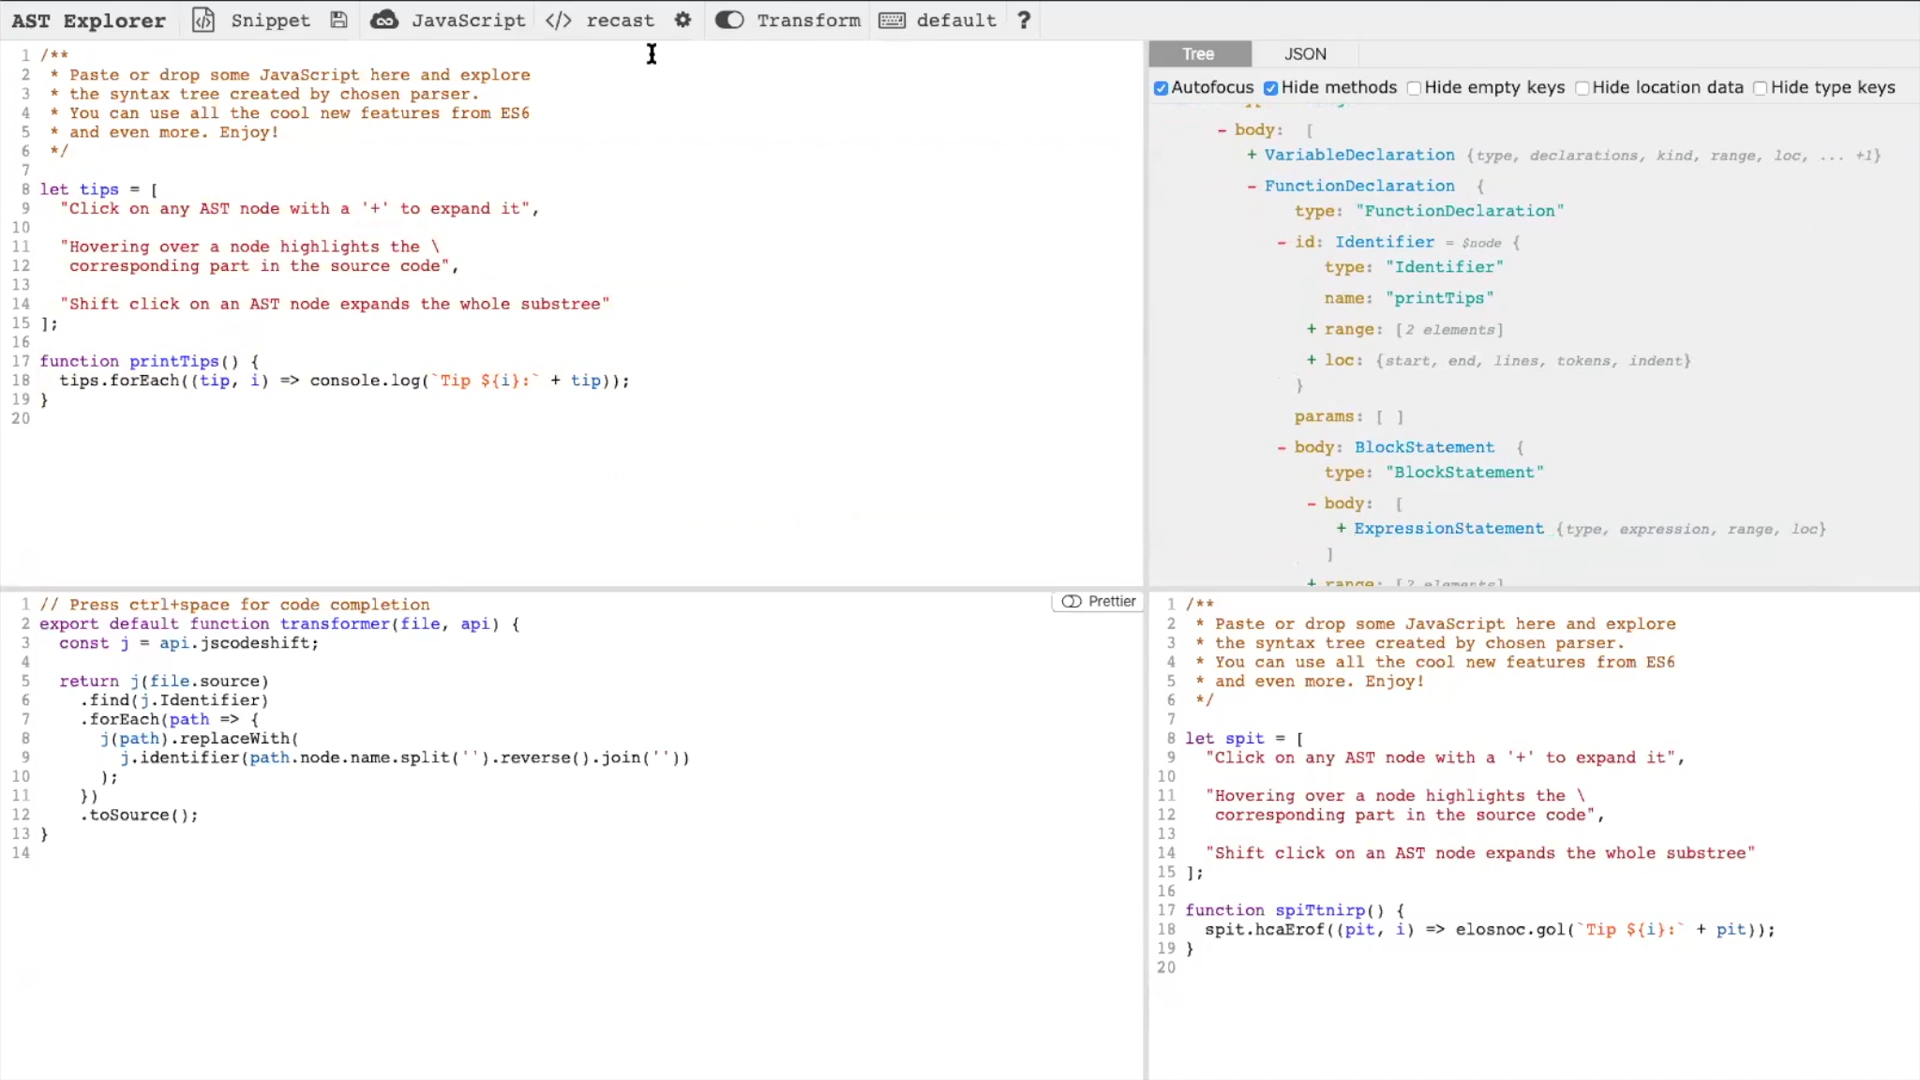 AST Explorer Snippet JavaScript </> recast Transform default ?
1 /**
2 * Paste or drop some JavaScript here and explore
3 * the syntax tree created by chosen parser.
4 * You can use all the cool new features from ES6
5 * and even more. Enjoy!
6 */
7
8 let tips = [
9 "Click on any AST node with a '+' to expand it",
10
11 "Hovering over a node highlights the \
12 corresponding part in the source code",
13
14 "Shift click on an AST node expands the whole substree"
15 ];
16
17 function printTips() {
18 tips.forEach((tip, i) => console.log(`Tip ${i}:` + tip));
19 }
20
Tree JSON
Autofocus Hide methods Hide empty keys Hide location data Hide type keys
- body: [
+ VariableDeclaration {type, declarations, kind, range, loc, ... +1}
- FunctionDeclaration {
type: "FunctionDeclaration"
- id: Identifier = $node {
type: "Identifier"
name: "printTips"
+ range: [2 elements]
+ loc: {start, end, lines, tokens, indent}
}
params: [ ]
- body: BlockStatement {
type: "BlockStatement"
- body: [
+ ExpressionStatement {type, expression, range, loc}
]
+ range: [2 elements]
1 // Press ctrl+space for code completion
2 export default function transformer(file, api) {
3 const j = api.jscodeshift;
4
5 return j(file.source)
6 .find(j.Identifier)
7 .forEach(path => {
8 j(path).replaceWith(
9 j.identifier(path.node.name.split('').reverse().join(''))
10 );
11 })
12 .toSource();
13 }
14
Prettier
1 /**
2 * Paste or drop some JavaScript here and explore
3 * the syntax tree created by chosen parser.
4 * You can use all the cool new features from ES6
5 * and even more. Enjoy!
6 */
7
8 let spit = [
9 "Click on any AST node with a '+' to expand it",
10
11 "Hovering over a node highlights the \
12 corresponding part in the source code",
13
14 "Shift click on an AST node expands the whole substree"
15 ];
16
17 function spiTtnirp() {
18 spit.hcaErof((pit, i) => elosnoc.gol(`Tip ${i}:` + pit));
19 }
20